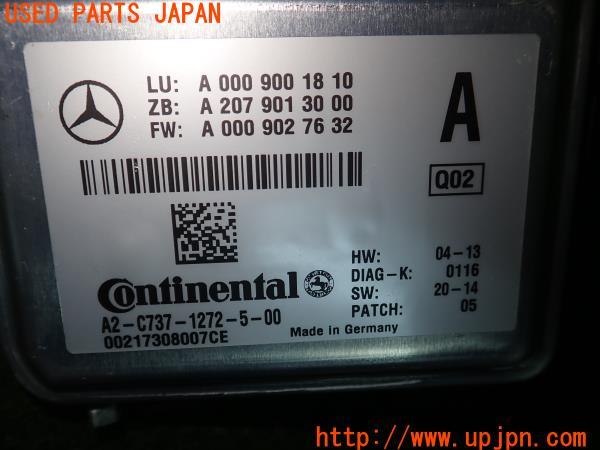 USED PARTS JAPAN
LU: A 000 900 18 10
ZB: A 207 901 30 00
FW: A 000 902 76 32
A
Q02
Continental
A2-C737-1272-5-00
00217308007CE
HW: 04-13
DIAG-K: 0116
SW: 20-14
PATCH: 05
Made in Germany
http://www.upjpn.com